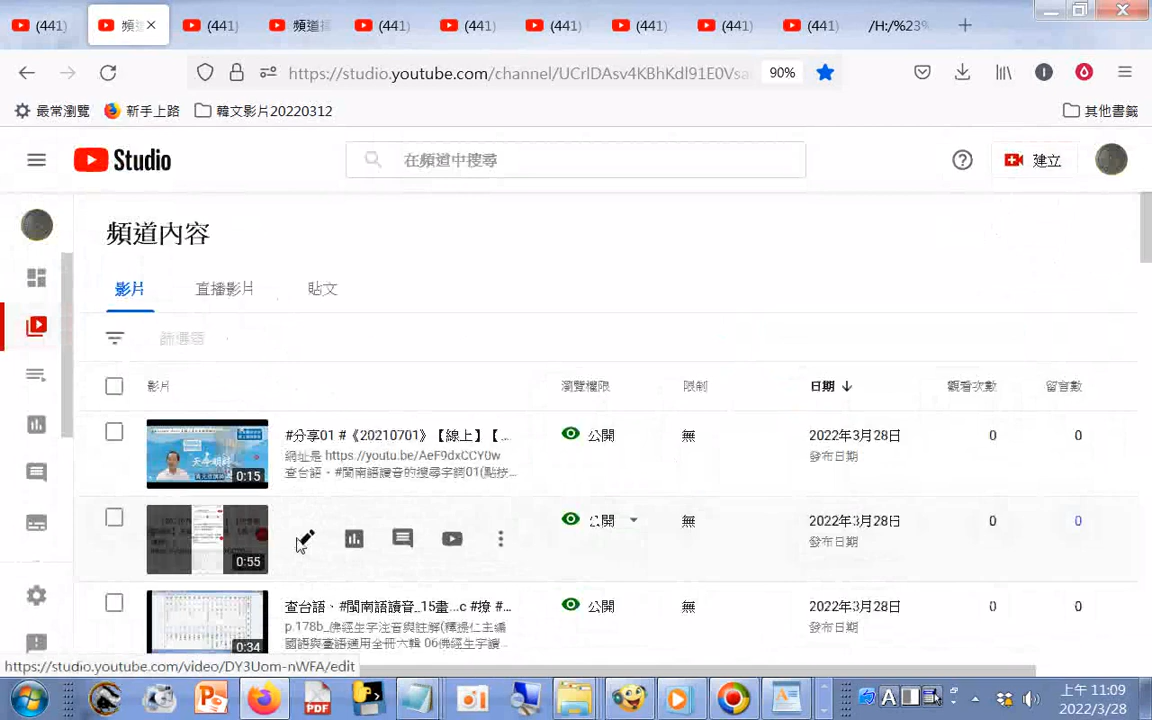 (441)
頻
(441)
頻道
(441)
(441)
(441)
(441)
(441)
(441)
/H:/%23
https://studio.youtube.com/channel/UCrlDAsv4KBhKdl91E0Vsa
90%
最常瀏覽
新手上路
韓文影片20220312
其他書籤
Studio
在頻道中搜尋
建立
頻道內容
影片
直播影片
貼文
篩選器
影片
瀏覽權限
限制
日期
觀看次數
留言數
0:15
#分享01 #《20210701》【線上】【...
網址是 https://youtu.be/AeF9dxCCY0w
查台語、#閩南語讀音的搜尋字詞01(點按...
公開
無
2022年3月28日
發布日期
0
0
0:55
公開
無
2022年3月28日
發布日期
0
0
0:34
查台語、#閩南語讀音_15畫...c #撩 #...
p.178b_佛經生字注音與註解(釋提仁主編
國語與臺語通用全冊六輯 06佛經生字讀...
公開
無
2022年3月28日
發布日期
0
0
https://studio.youtube.com/video/DY3Uom-nWFA/edit
PDF
A
上午 11:09
2022/3/28